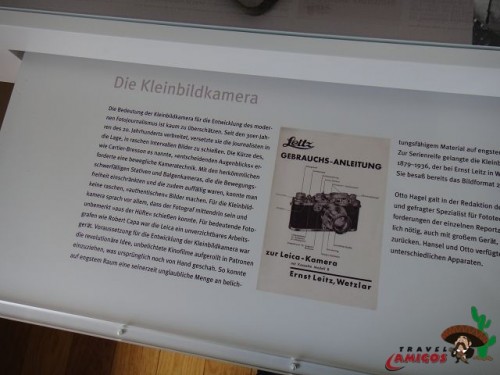 Die Kleinbildkamera
Die Bedeutung der Kleinbildkamera für die Entwicklung des moder-
nen Fotojournalismus ist kaum zu überschätzen. Seit den 30er-Jah-
ren des 20. Jahrhunderts verbreitet, versetzte sie die Journalisten in
die Lage, in raschen Intervallen Bilder zu schießen. Die Kürze des,
wie Cartier-Bresson es nannte, »entscheidenden Augenblicks« er-
forderte eine bewegliche Kameratechnik. Mit den herkömmlichen
schwerfälligen Stativen und Balgenkameras, die die Bewegungs-
freiheit einschränkten und die zudem auffällig waren, konnte man
keine raschen, »authentischen« Bilder machen. Für die Kleinbild-
kamera sprach vor allem, dass der Fotograf mittendrin sein und
unbemerkt »aus der Hüfte« schießen konnte. Für bedeutende Foto-
grafen wie Robert Capa war die Leica ein unverzichtbares Arbeits-
gerät. Voraussetzung für die Entwicklung der Kleinbildkamera war
die revolutionäre Idee, unbelichtete Kinofilme aufgerollt in Patronen
einzuziehen, was ursprünglich noch von Hand geschah. So konnte
auf engstem Raum eine seinerzeit unglaubliche Menge an belich-
Leitz
GEBRAUCHS-ANLEITUNG
zur Leica-Kamera
Ernst Leitz, Wetzlar
tungsfähigem Material auf engstem
Zur Serienreife gelangte die Kleinb
1879–1936, der bei Ernst Leitz in W
Sie besaß bereits das Bildformat
Otto Hagel galt in der Redaktion de
und gefragter Spezialist für Fotorep
forderungen der einzelnen Reporta
lich nötig, auch mit großem Gerä
zurücken. Hansel und Otto verfügte
unterschiedlichen Apparaten.
TRAVEL
AMIGOS